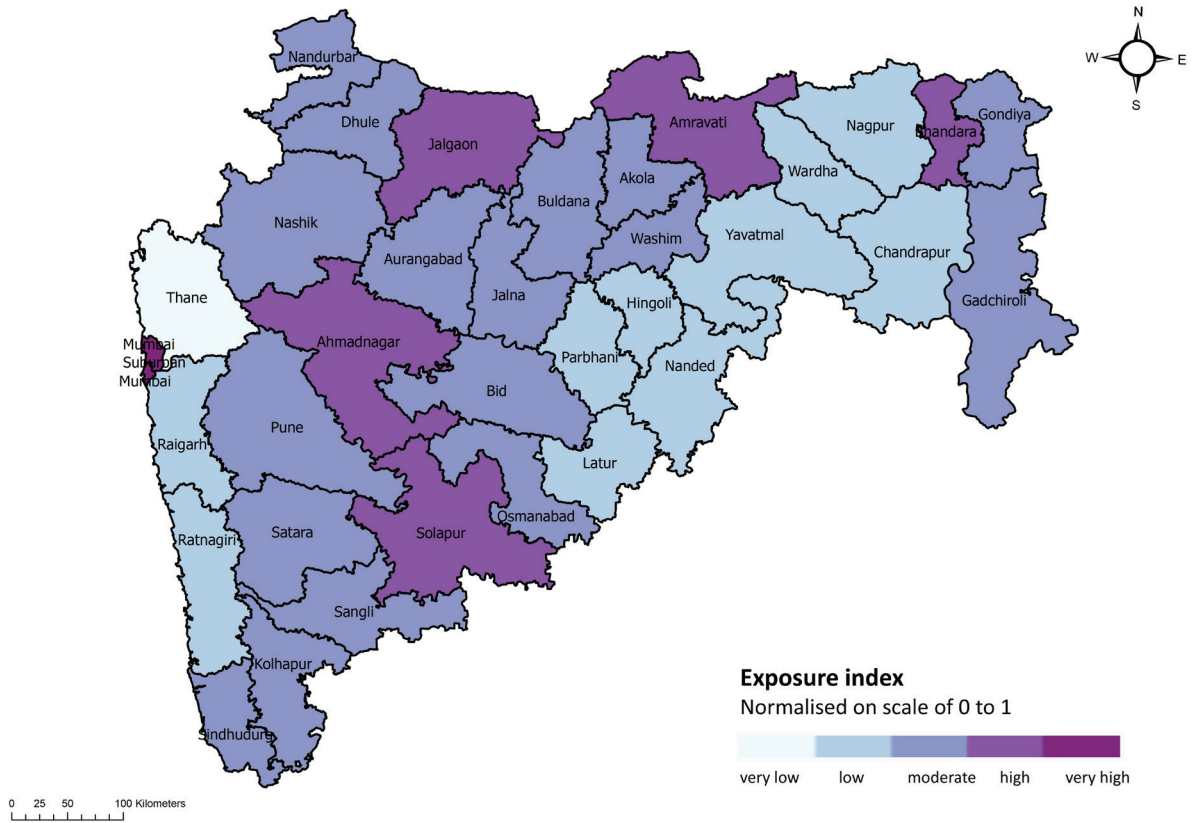 N
W E
S
Nandurbar
Dhule
Jalgaon
Amravati
Nagpur
Bhandara
Gondiya
Buldana
Akola
Wardha
Nashik
Washim
Yavatmal
Aurangabad
Chandrapur
Thane
Jalna
Hingoli
Gadchiroli
Mumbai
Suburban
Mumbai
Ahmadnagar
Parbhani
Nanded
Bid
Pune
Raigarh
Latur
Osmanabad
Ratnagiri
Satara
Solapur
Sangli
Kolhapur
Sindhudurg
Exposure index
Normalised on scale of 0 to 1
very low low moderate high very high
0 25 50 100 Kilometers